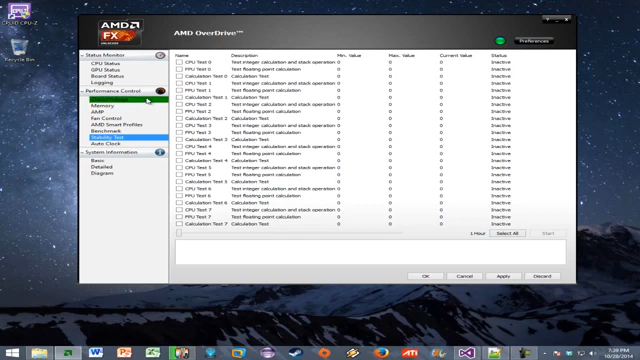 CPUID CPU-Z
Recycle Bin
AMD
FX
AMD OverDrive™
Preferences
Status Monitor
CPU Status
GPU Status
Board Status
Logging
Performance Control
Memory
AMP
Fan Control
AMD Smart Profiles
Benchmark
Stability Test
Auto Clock
System Information
Basic
Detailed
Diagram
Name Description Min. Value Max. Value Current Value Status
CPU Test 0 Test integer calculation and stack operation 0 0 0 Inactive
FPU Test 0 Test floating point calculation 0 0 0 Inactive
Calculation Test 0 Calculation Test 0 0 0 Inactive
CPU Test 1 Test integer calculation and stack operation 0 0 0 Inactive
FPU Test 1 Test floating point calculation 0 0 0 Inactive
Calculation Test 1 Calculation Test 0 0 0 Inactive
CPU Test 2 Test integer calculation and stack operation 0 0 0 Inactive
FPU Test 2 Test floating point calculation 0 0 0 Inactive
Calculation Test 2 Calculation Test 0 0 0 Inactive
CPU Test 3 Test integer calculation and stack operation 0 0 0 Inactive
FPU Test 3 Test floating point calculation 0 0 0 Inactive
Calculation Test 3 Calculation Test 0 0 0 Inactive
CPU Test 4 Test integer calculation and stack operation 0 0 0 Inactive
FPU Test 4 Test floating point calculation 0 0 0 Inactive
Calculation Test 4 Calculation Test 0 0 0 Inactive
CPU Test 5 Test integer calculation and stack operation 0 0 0 Inactive
FPU Test 5 Test floating point calculation 0 0 0 Inactive
Calculation Test 5 Calculation Test 0 0 0 Inactive
CPU Test 6 Test integer calculation and stack operation 0 0 0 Inactive
FPU Test 6 Test floating point calculation 0 0 0 Inactive
Calculation Test 6 Calculation Test 0 0 0 Inactive
CPU Test 7 Test integer calculation and stack operation 0 0 0 Inactive
FPU Test 7 Test floating point calculation 0 0 0 Inactive
Calculation Test 7 Calculation Test 0 0 0 Inactive
1 Hour Select All Start
OK Cancel Apply Discard
ATI
7:39 PM
10/28/2014